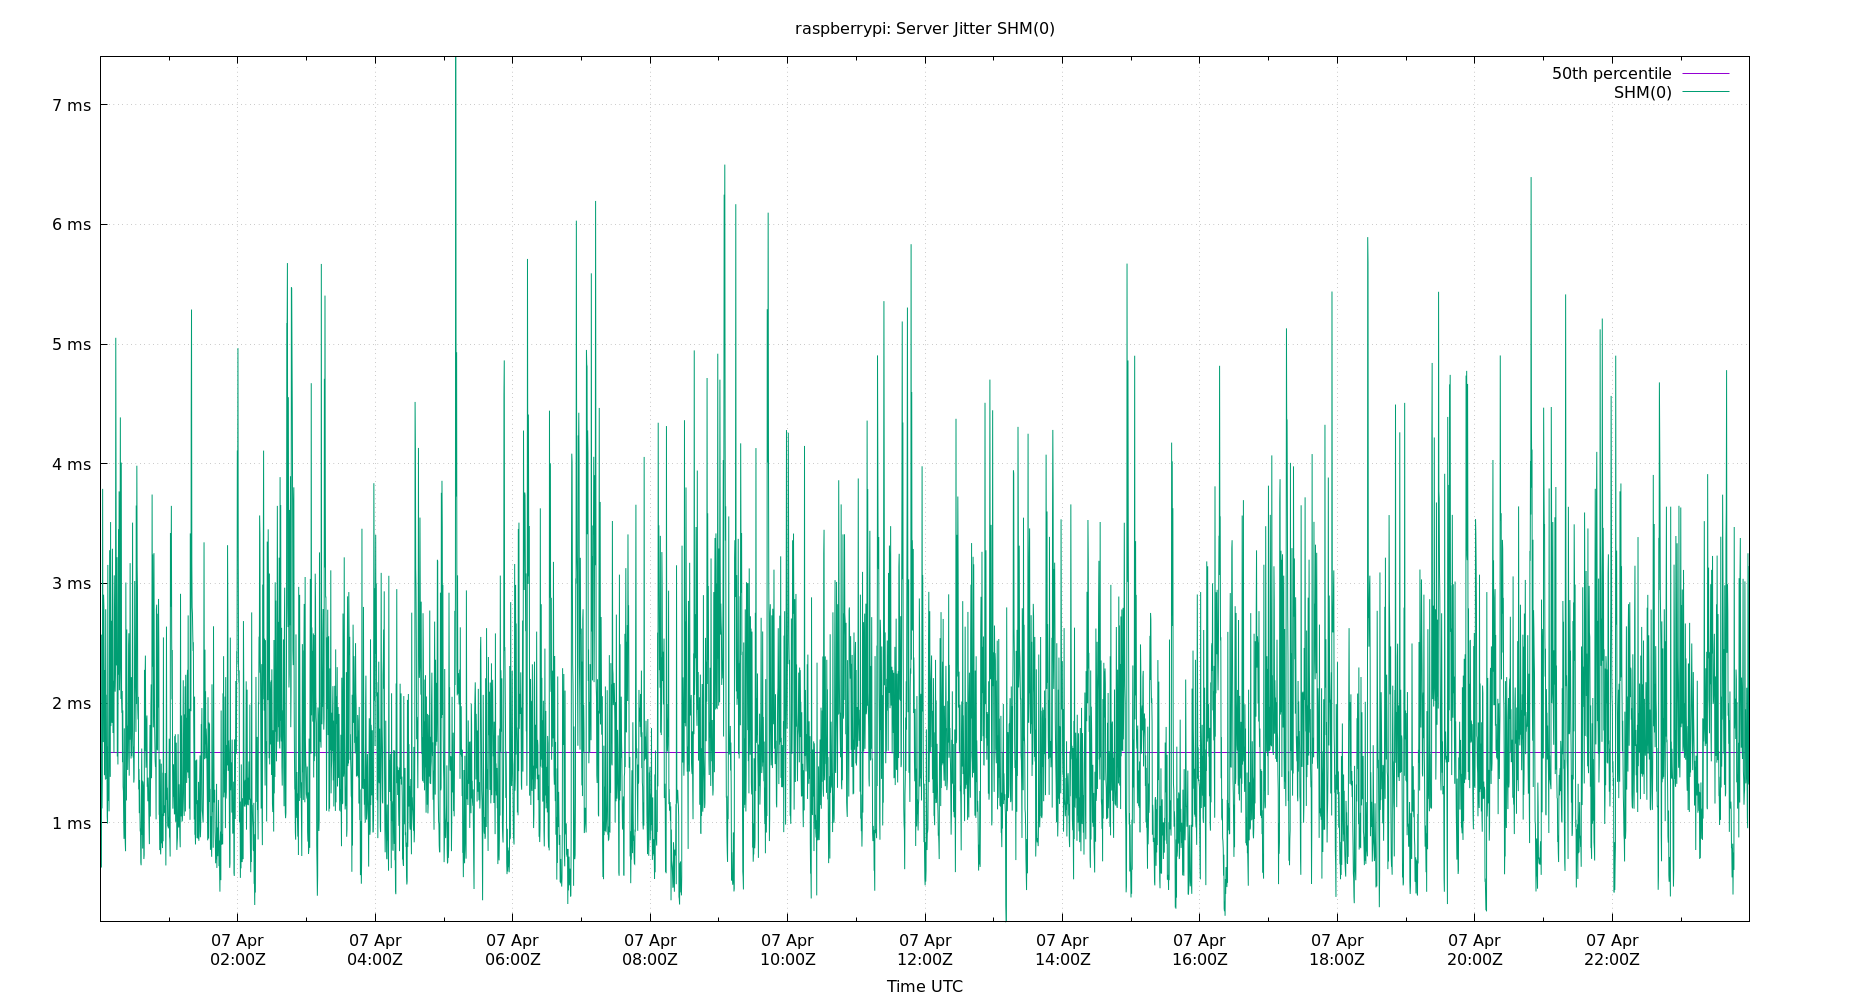 raspberrypi: Server Jitter SHM(0)
50th percentile
SHM(0)
7 ms
6 ms
5 ms
4 ms
3 ms
2 ms
1 ms
07 Apr 07 Apr 07 Apr 07 Apr 07 Apr 07 Apr 07 Apr 07 Apr 07 Apr 07 Apr 07 Apr
02:00Z 04:00Z 06:00Z 08:00Z 10:00Z 12:00Z 14:00Z 16:00Z 18:00Z 20:00Z 22:00Z
Time UTC